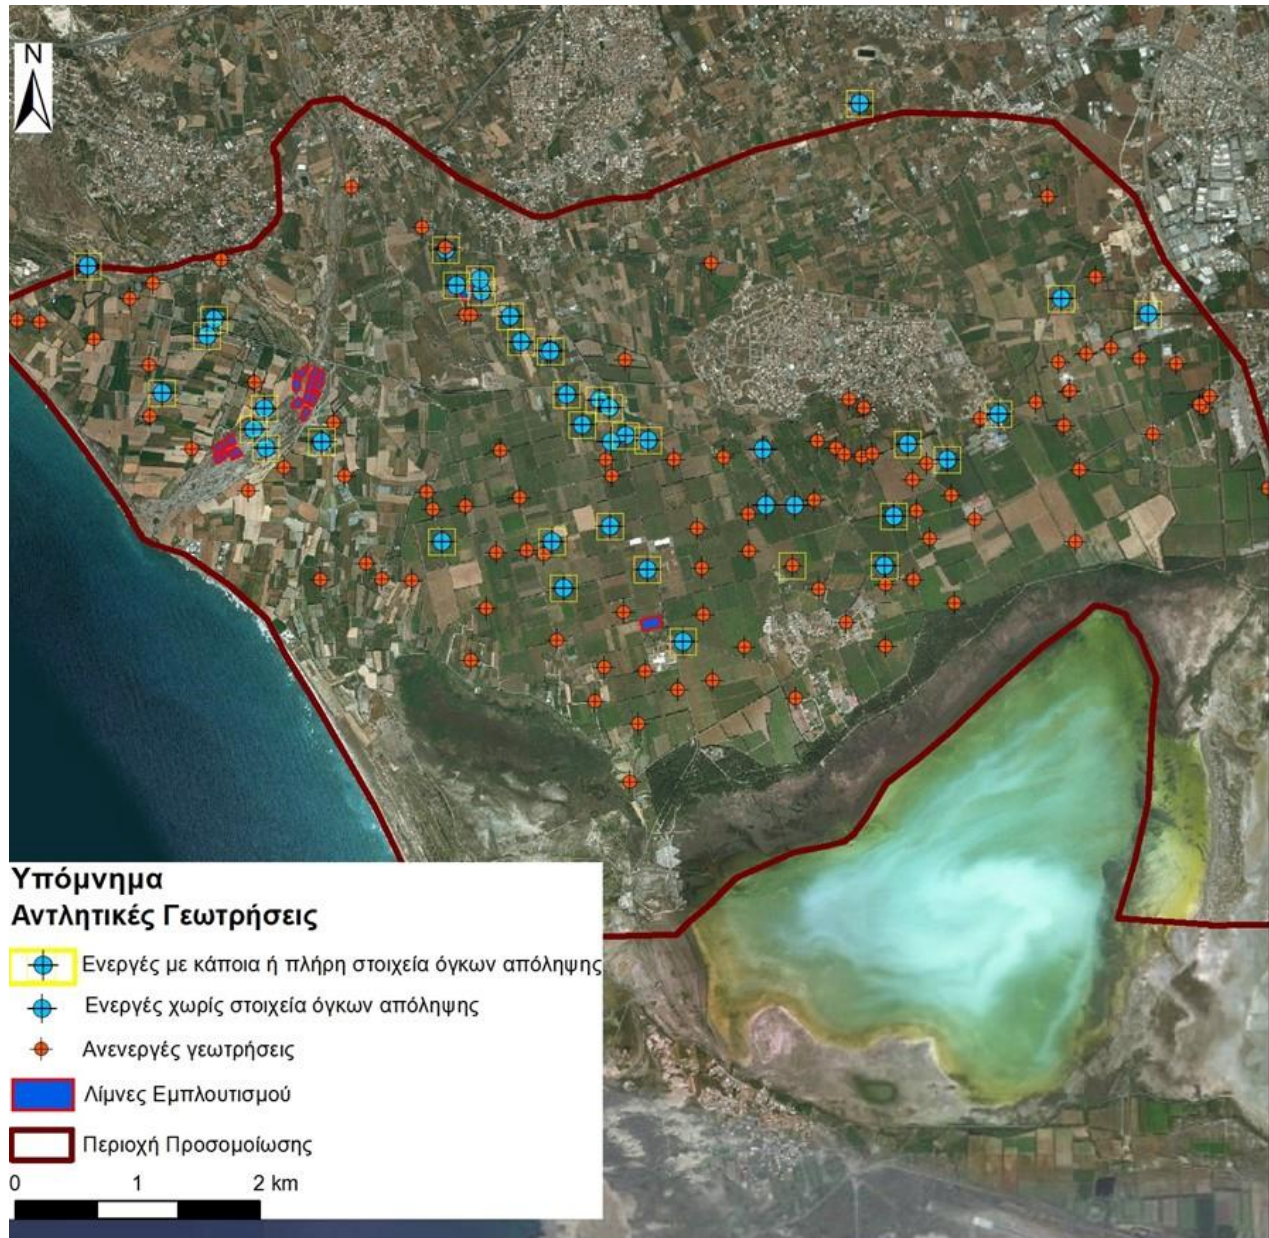 N
Υπόμνημα
Αντλητικές Γεωτρήσεις
Ενεργές με κάποια ή πλήρη στοιχεία όγκων απόληψης
Ενεργές χωρίς στοιχεία όγκων απόληψης
Ανενεργές γεωτρήσεις
Λίμνες Εμπλουτισμού
Περιοχή Προσομοίωσης
0 1 2 km